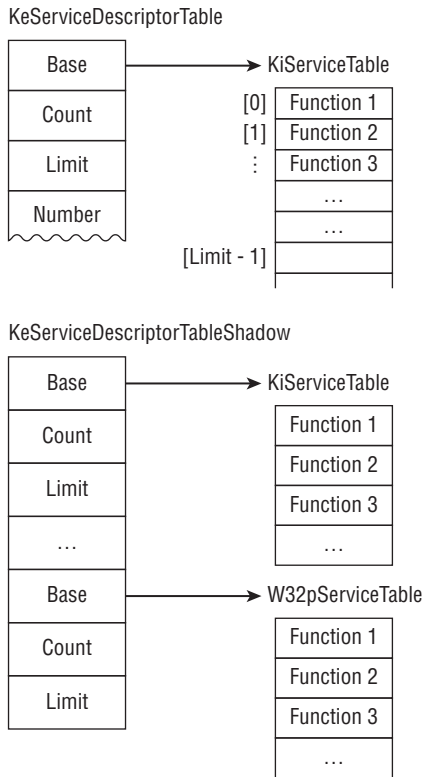 KeServiceDescriptorTable
Base
KiServiceTable
Count
Limit
Number
[0] Function 1
[1] Function 2
⋮ Function 3
...
...
[Limit - 1]
KeServiceDescriptorTableShadow
Base
KiServiceTable
Count
Limit
...
Function 1
Function 2
Function 3
...
Base
W32pServiceTable
Count
Limit
Function 1
Function 2
Function 3
...